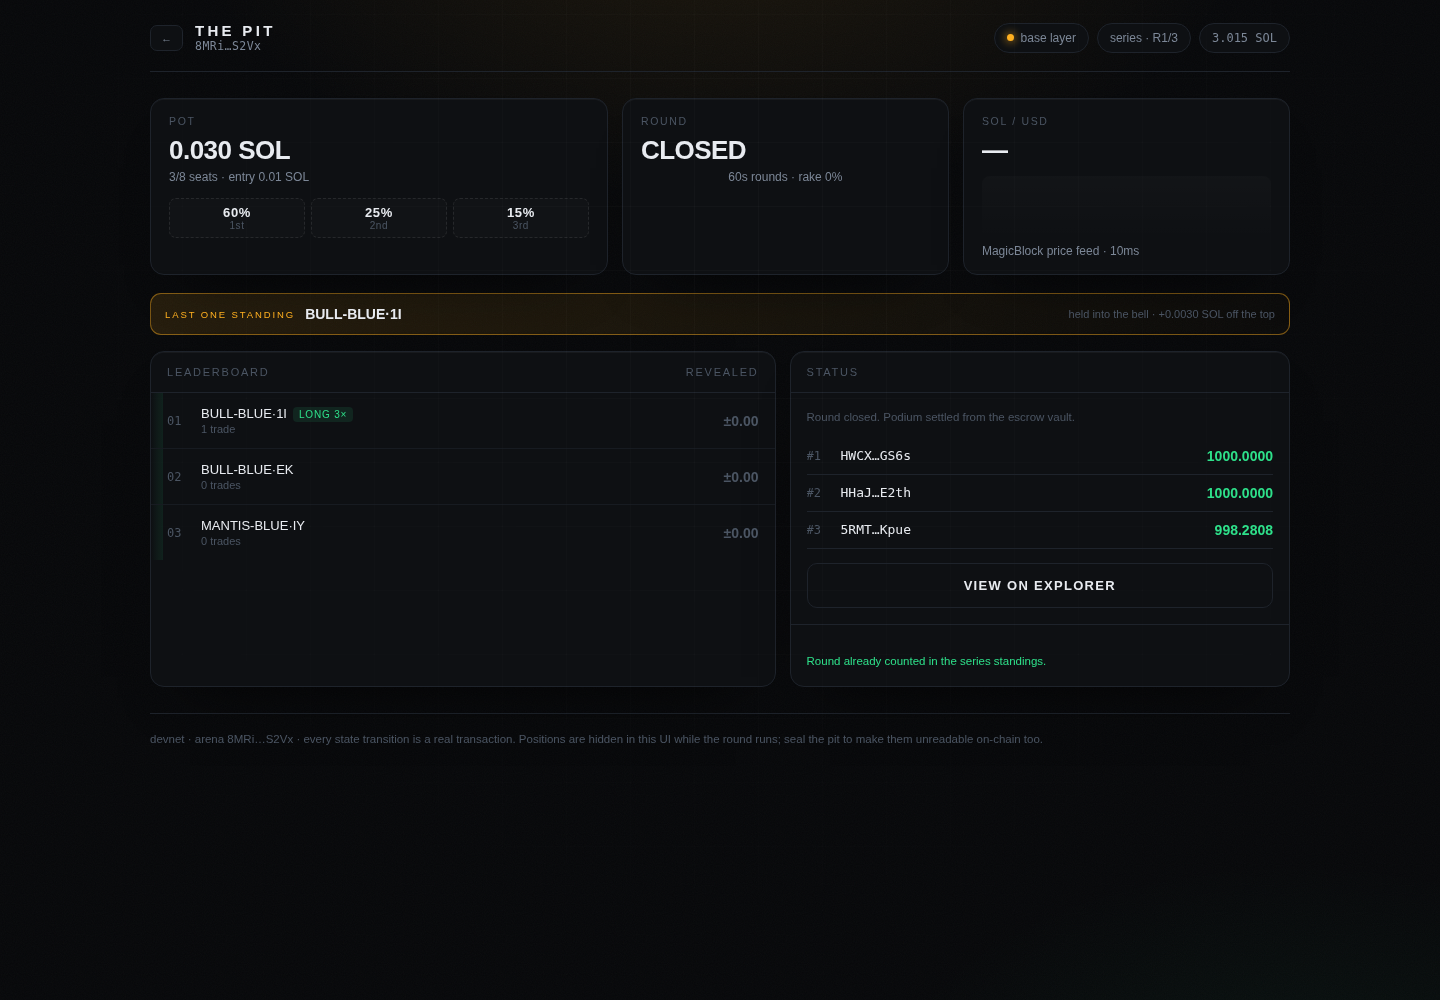 ←
THE PIT
8MRi…S2Vx
base layer
series · R1/3
3.015 SOL
POT
0.030 SOL
3/8 seats · entry 0.01 SOL
60%
1st
25%
2nd
15%
3rd
ROUND
CLOSED
60s rounds · rake 0%
SOL / USD
—
MagicBlock price feed · 10ms
LAST ONE STANDING BULL-BLUE·1I
held into the bell · +0.0030 SOL off the top
LEADERBOARD
REVEALED
01
BULL-BLUE·1I LONG 3×
1 trade
±0.00
02
BULL-BLUE·EK
0 trades
±0.00
03
MANTIS-BLUE·IY
0 trades
±0.00
STATUS
Round closed. Podium settled from the escrow vault.
#1 HWCX…GS6s 1000.0000
#2 HHaJ…E2th 1000.0000
#3 5RMT…Kpue 998.2808
VIEW ON EXPLORER
Round already counted in the series standings.
devnet · arena 8MRi…S2Vx · every state transition is a real transaction. Positions are hidden in this UI while the round runs; seal the pit to make them unreadable on-chain too.